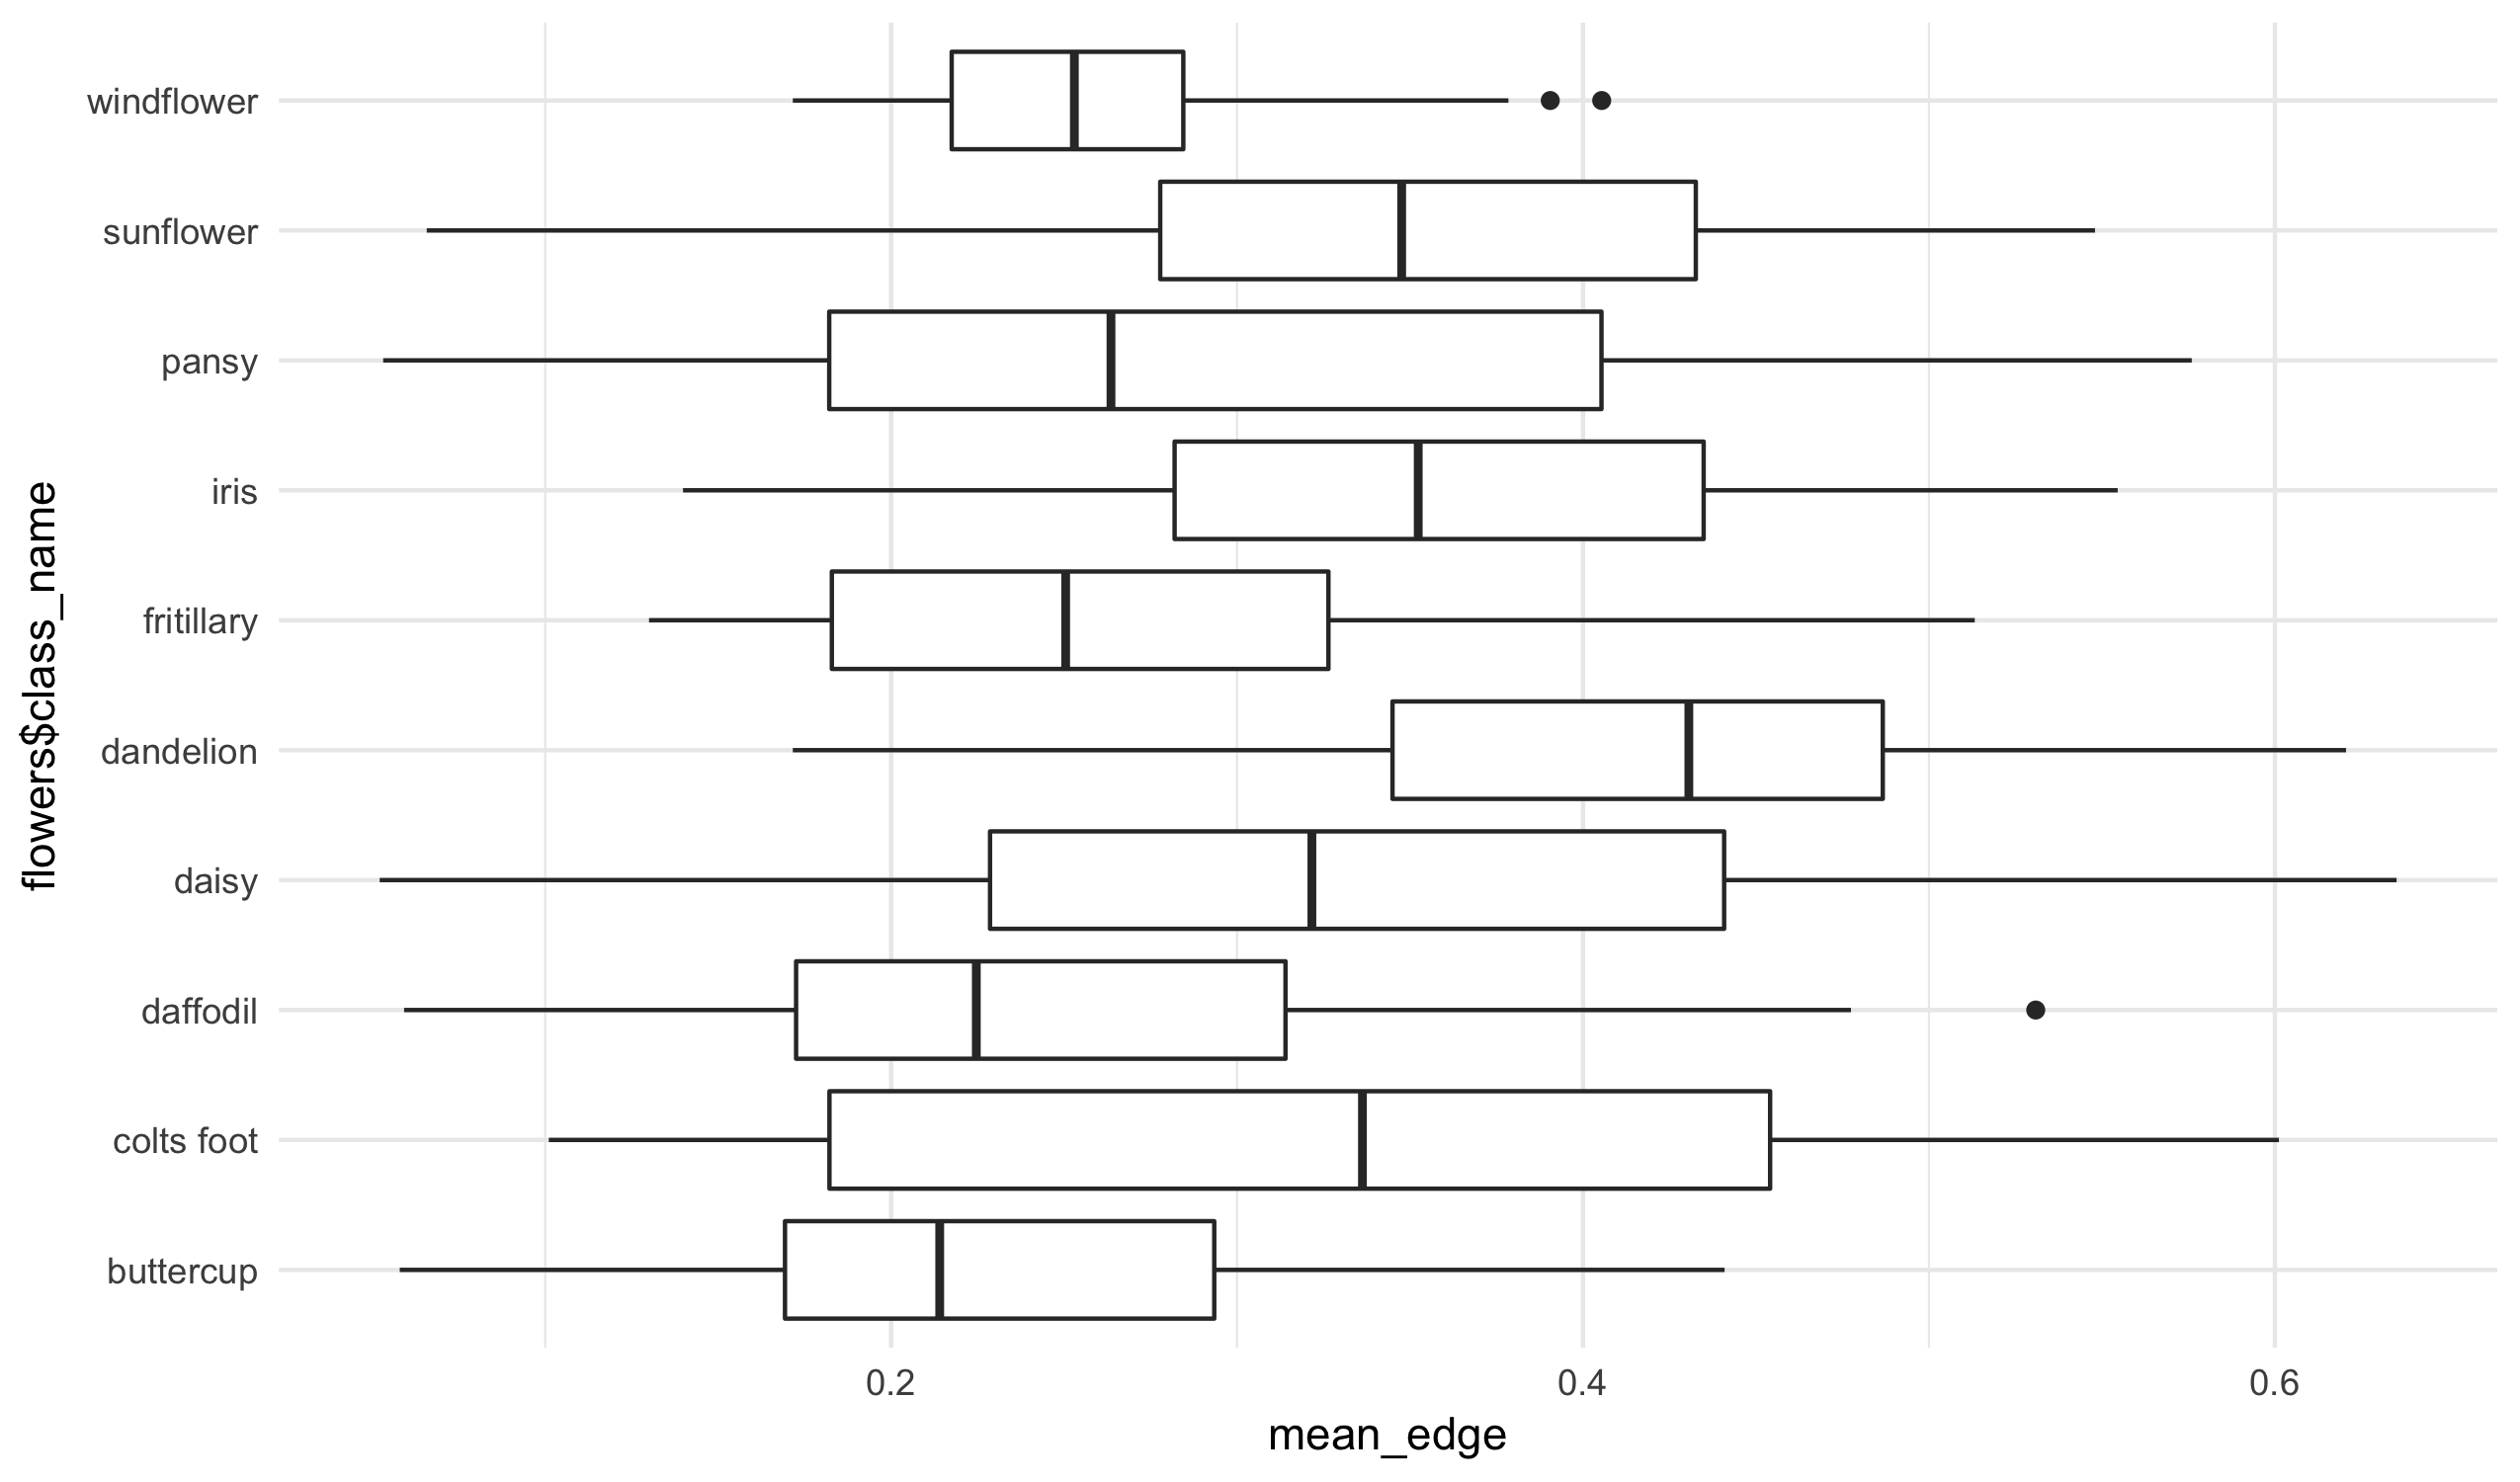 flowers$class_name
windflower
sunflower
pansy
iris
fritillary
dandelion
daisy
daffodil
colts foot
buttercup
0.2 0.4 0.6
mean_edge